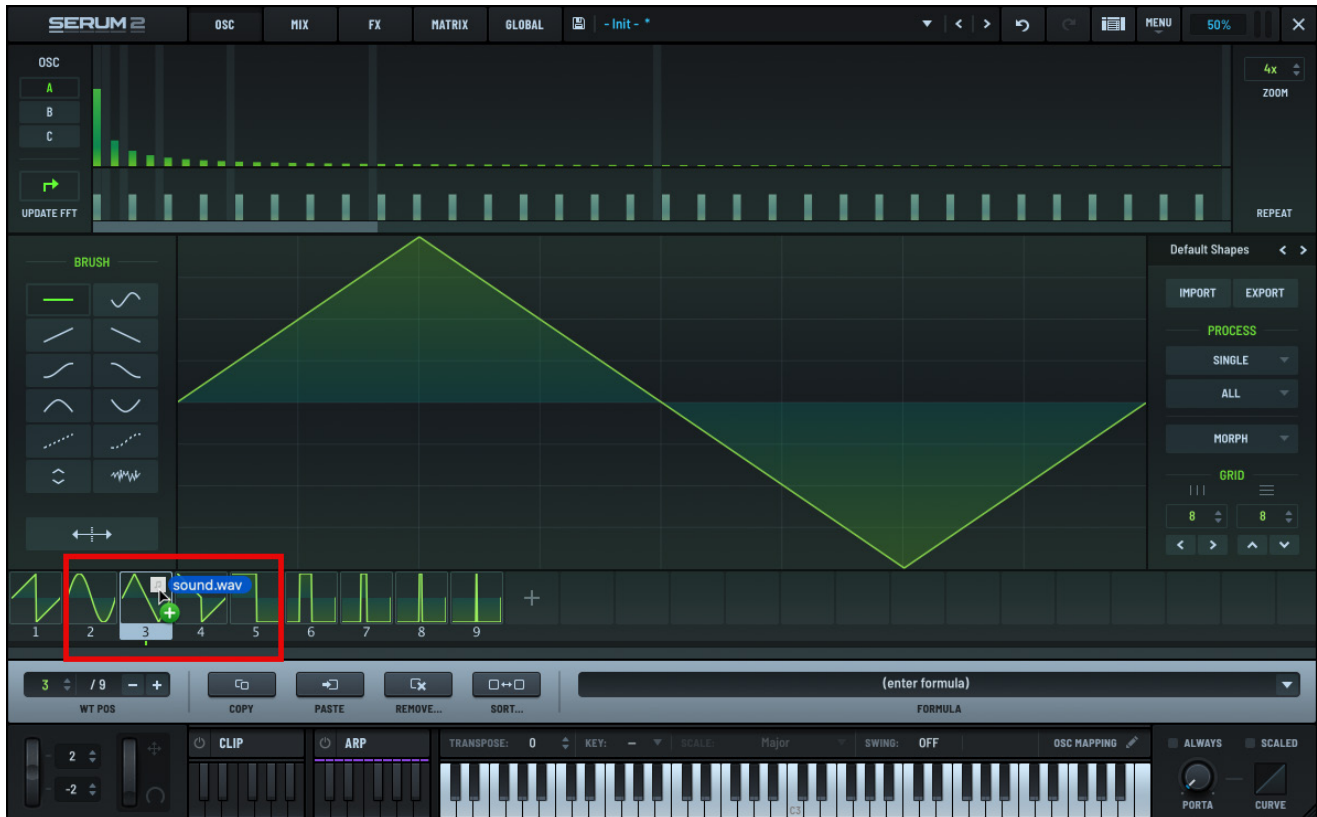 SERUM 2 OSC MIX FX MATRIX GLOBAL - Init - * MENU 50%
OSC
A
B
C
UPDATE FFT
4x
ZOOM
REPEAT
BRUSH
Default Shapes
IMPORT EXPORT
PROCESS
SINGLE
ALL
MORPH
GRID
8 8
sound.wav
1 2 3 4 5 6 7 8 9
3 / 9 - +
WT POS COPY PASTE REMOVE... SORT...
(enter formula)
FORMULA
CLIP ARP TRANSPOSE: 0 KEY: – SCALE: Major SWING: OFF OSC MAPPING ALWAYS SCALED
2
-2
C3
PORTA CURVE